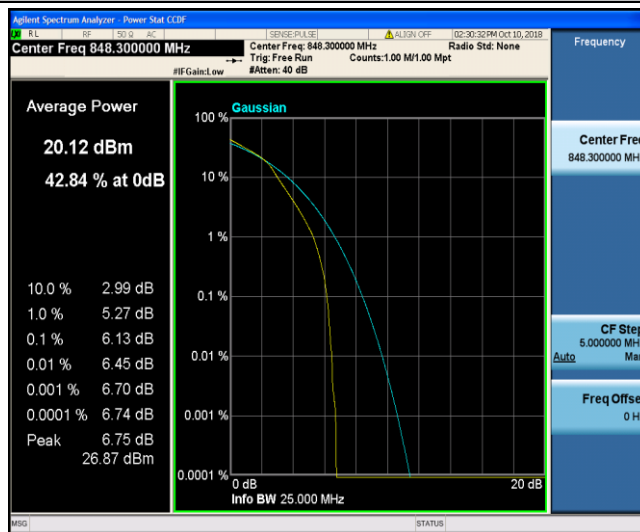 Agilent Spectrum Analyzer - Power Stat CCDF
RL RF 50 Ω AC SENSE:PULSE ALIGN OFF 02:30:32 PM Oct 10, 2018
Center Freq 848.300000 MHz
Center Freq: 848.300000 MHz Radio Std: None
Trig: Free Run Counts:1.00 M/1.00 Mpt
#IFGain:Low #Atten: 40 dB
Frequency
Average Power
20.12 dBm
42.84 % at 0dB
10.0 % 2.99 dB
1.0 % 5.27 dB
0.1 % 6.13 dB
0.01 % 6.45 dB
0.001 % 6.70 dB
0.0001 % 6.74 dB
Peak 6.75 dB
26.87 dBm
Gaussian
100 %
10 %
1 %
0.1 %
0.01 %
0.001 %
0.0001 %
0 dB 20 dB
Info BW 25.000 MHz
Center Fre
848.300000 MH
CF Step
5.000000 MH
Auto Ma
Freq Offse
0 H
MSG STATUS